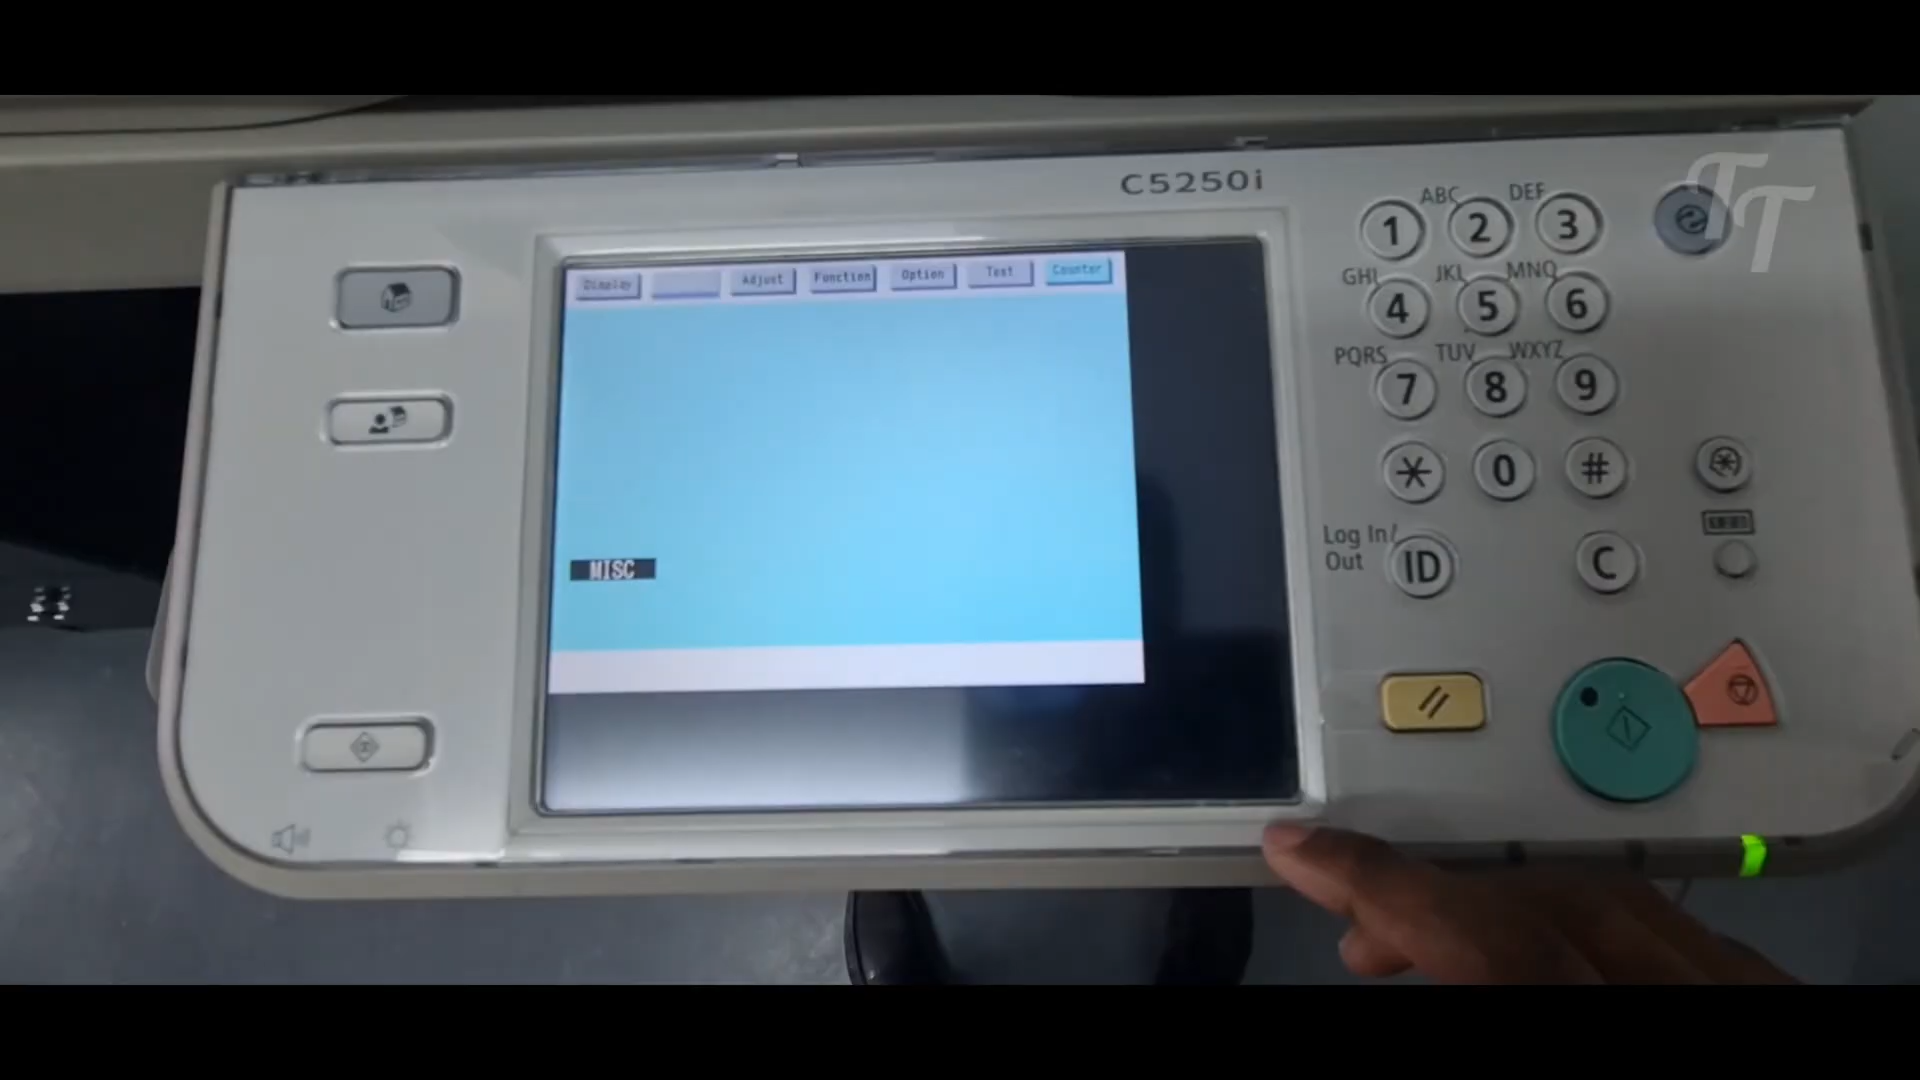 C5250i
TT
Display Adjust Function Option Test Counter
MISC
ABC DEF
1 2 3
GHI JKL MNO
4 5 6
PQRS TUV WXYZ
7 8 9
* 0 #
Log In/
Out
ID C